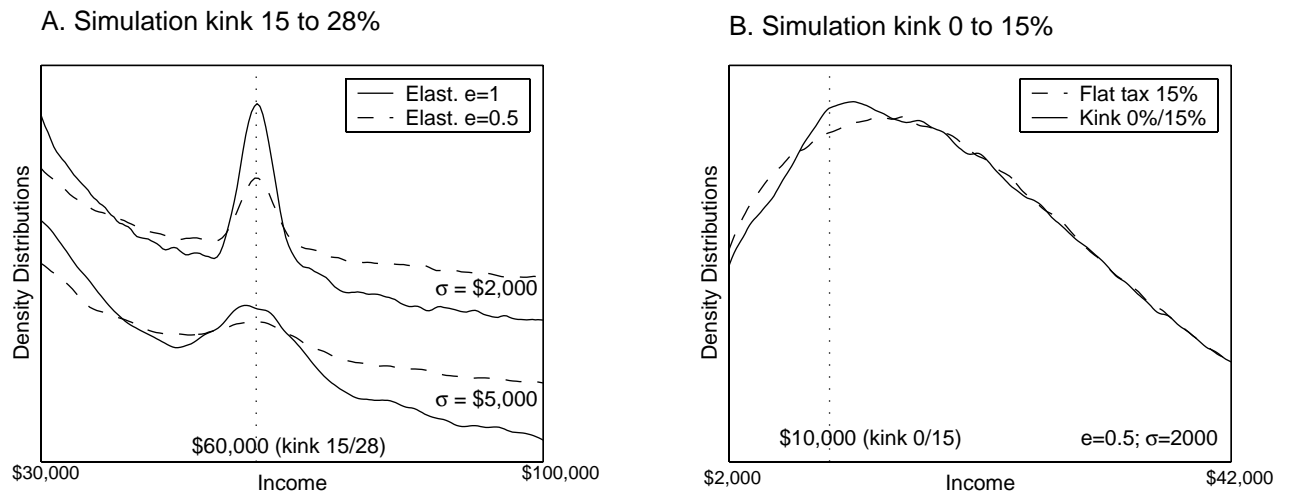 A. Simulation kink 15 to 28%
Elast. e=1
Elast. e=0.5
Density Distributions
σ = $2,000
σ = $5,000
$60,000 (kink 15/28)
$30,000
$100,000
Income
B. Simulation kink 0 to 15%
Flat tax 15%
Kink 0%/15%
Density Distributions
$10,000 (kink 0/15)
e=0.5; σ=2000
$2,000
$42,000
Income